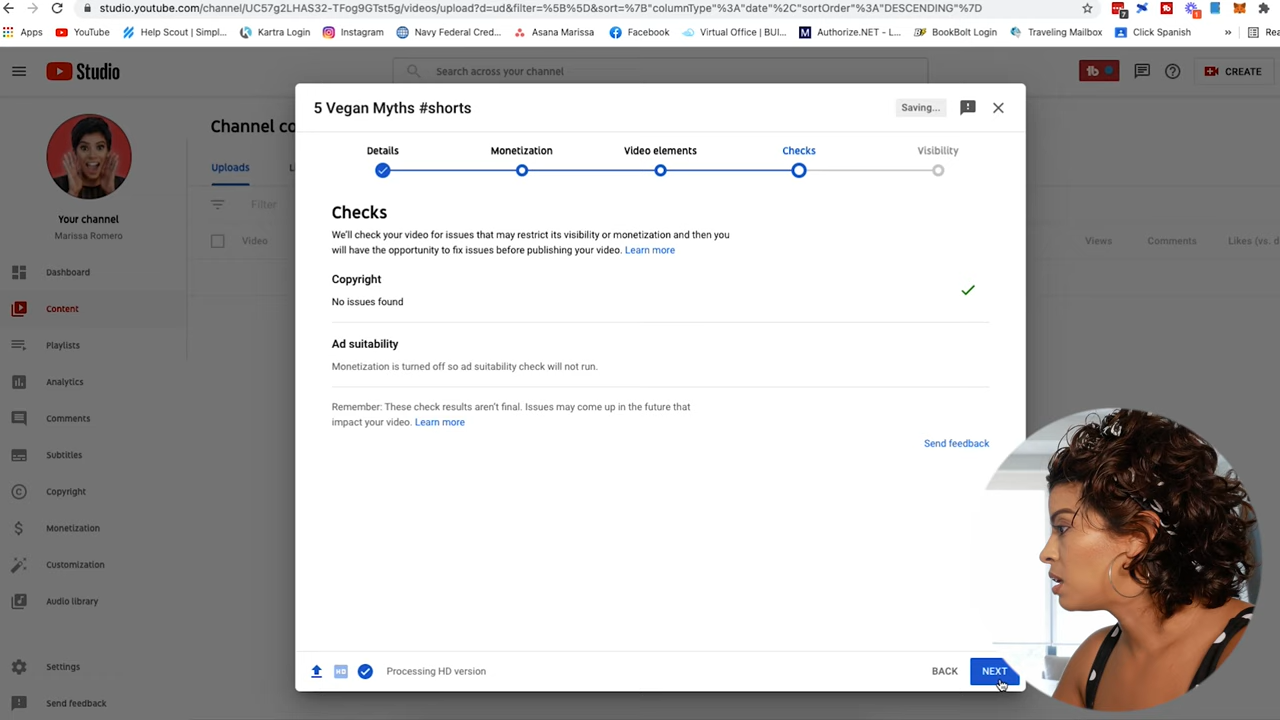 studio.youtube.com/channel/UC57g2LHAS32-TFog9GTst5g/videos/upload?d=ud&filter=%5B%5D&sort=%7B"columnType"%3A"date"%2C"sortOrder"%3A"DESCENDING"%7D
7
1
Apps
YouTube
Help Scout | Simpl...
Kartra Login
Instagram
Navy Federal Cred...
Asana Marissa
Facebook
Virtual Office | BUI...
Authorize.NET - L...
BookBolt Login
Traveling Mailbox
Click Spanish
»
Rea
Studio
Search across your channel
CREATE
Your channel
Marissa Romero
Dashboard
Content
Playlists
Analytics
Comments
Subtitles
Copyright
Monetization
Customization
Audio library
Settings
Send feedback
Channel co
Uploads
Li
Filter
Video
Views
Comments
Likes (vs. d
5 Vegan Myths #shorts
Saving...
Details
Monetization
Video elements
Checks
Visibility
Checks
We'll check your video for issues that may restrict its visibility or monetization and then you
will have the opportunity to fix issues before publishing your video. Learn more
Copyright
No issues found
Ad suitability
Monetization is turned off so ad suitability check will not run.
Remember: These check results aren't final. Issues may come up in the future that
impact your video. Learn more
Send feedback
HD
Processing HD version
BACK
NEXT